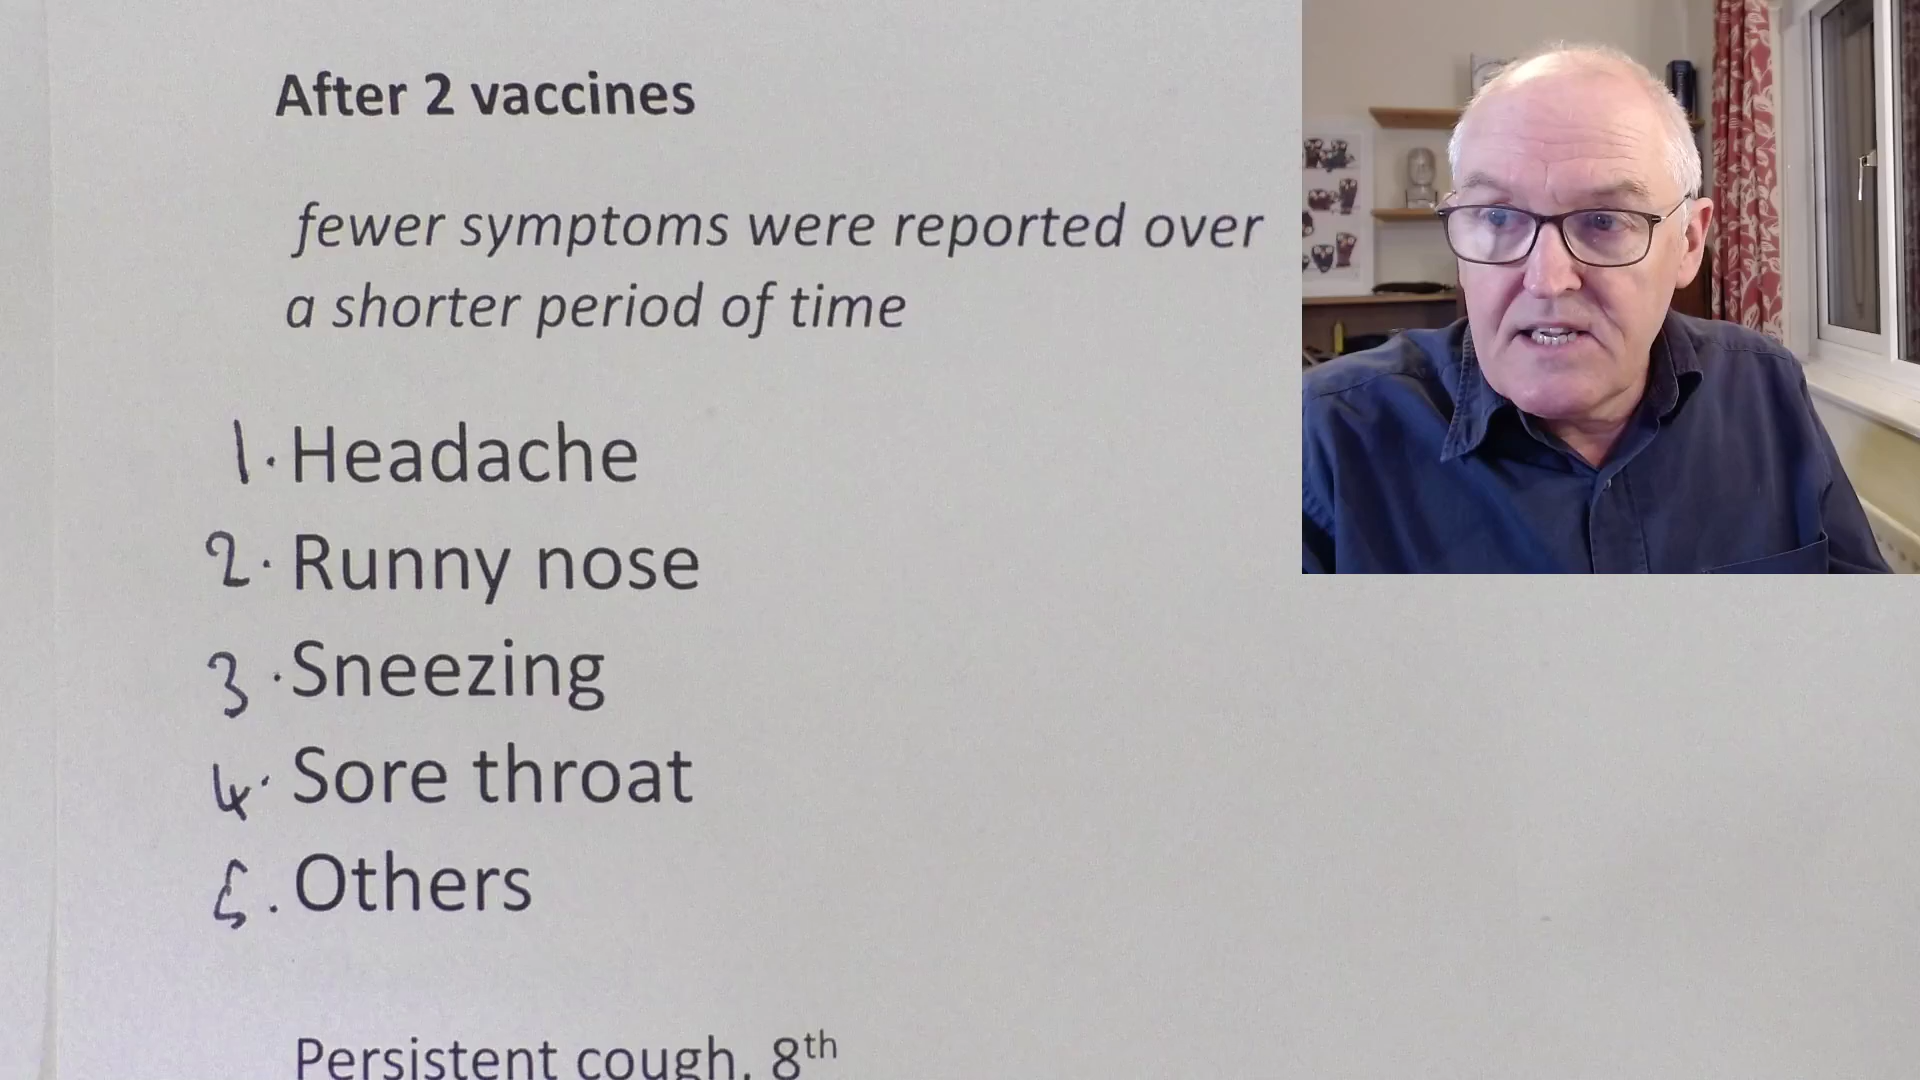 After 2 vaccines
fewer symptoms were reported over
a shorter period of time
1. Headache
2. Runny nose
3. Sneezing
4. Sore throat
5. Others
Persistent cough, 8th